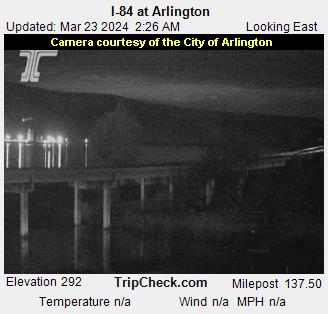 I-84 at Arlington
Updated: Mar 23 2024 2:26 AM Looking East
Camera courtesy of the City of Arlington
Elevation 292 TripCheck.com Milepost 137.50
Temperature n/a Wind n/a MPH n/a